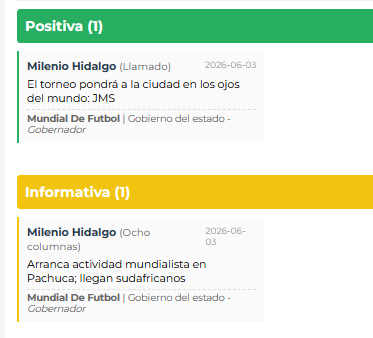 Positiva (1)
Milenio Hidalgo (Llamado) 2026-06-03
El torneo pondrá a la ciudad en los ojos
del mundo: JMS
Mundial De Futbol | Gobierno del estado -
Gobernador
Informativa (1)
Milenio Hidalgo (Ocho 2026-06-
columnas) 03
Arranca actividad mundialista en
Pachuca; llegan sudafricanos
Mundial De Futbol | Gobierno del estado -
Gobernador